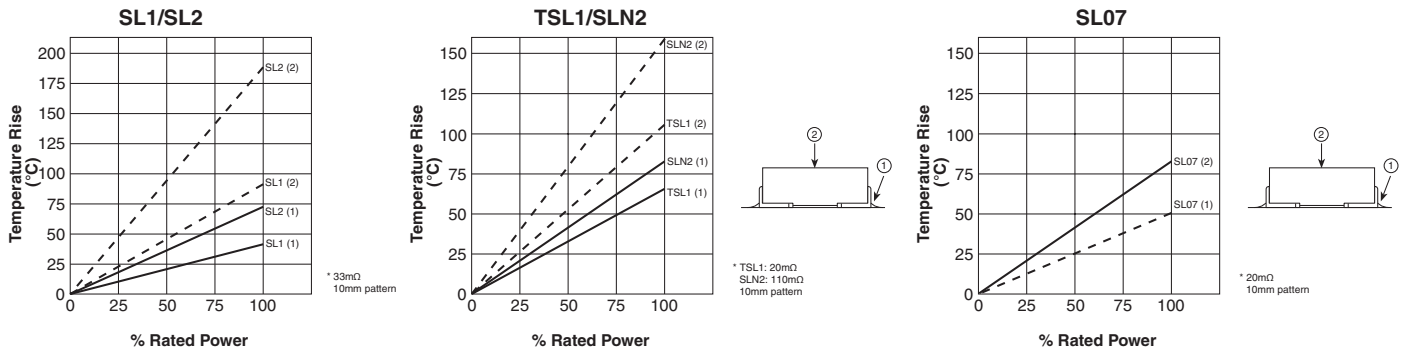 SL1/SL2
Temperature Rise
(°C)
200
175
150
125
100
75
50
25
0
0 25 50 75 100
SL2 (2)
SL1 (2)
SL2 (1)
SL1 (1)
% Rated Power
* 33mΩ
10mm pattern
TSL1/SLN2
Temperature Rise
(°C)
150
125
100
75
50
25
0
0 25 50 75 100
SLN2 (2)
TSL1 (2)
SLN2 (1)
TSL1 (1)
% Rated Power
2
1
* TSL1: 20mΩ
SLN2: 110mΩ
10mm pattern
SL07
Temperature Rise
(°C)
150
125
100
75
50
25
0
0 25 50 75 100
SL07 (2)
SL07 (1)
% Rated Power
2
1
* 20mΩ
10mm pattern